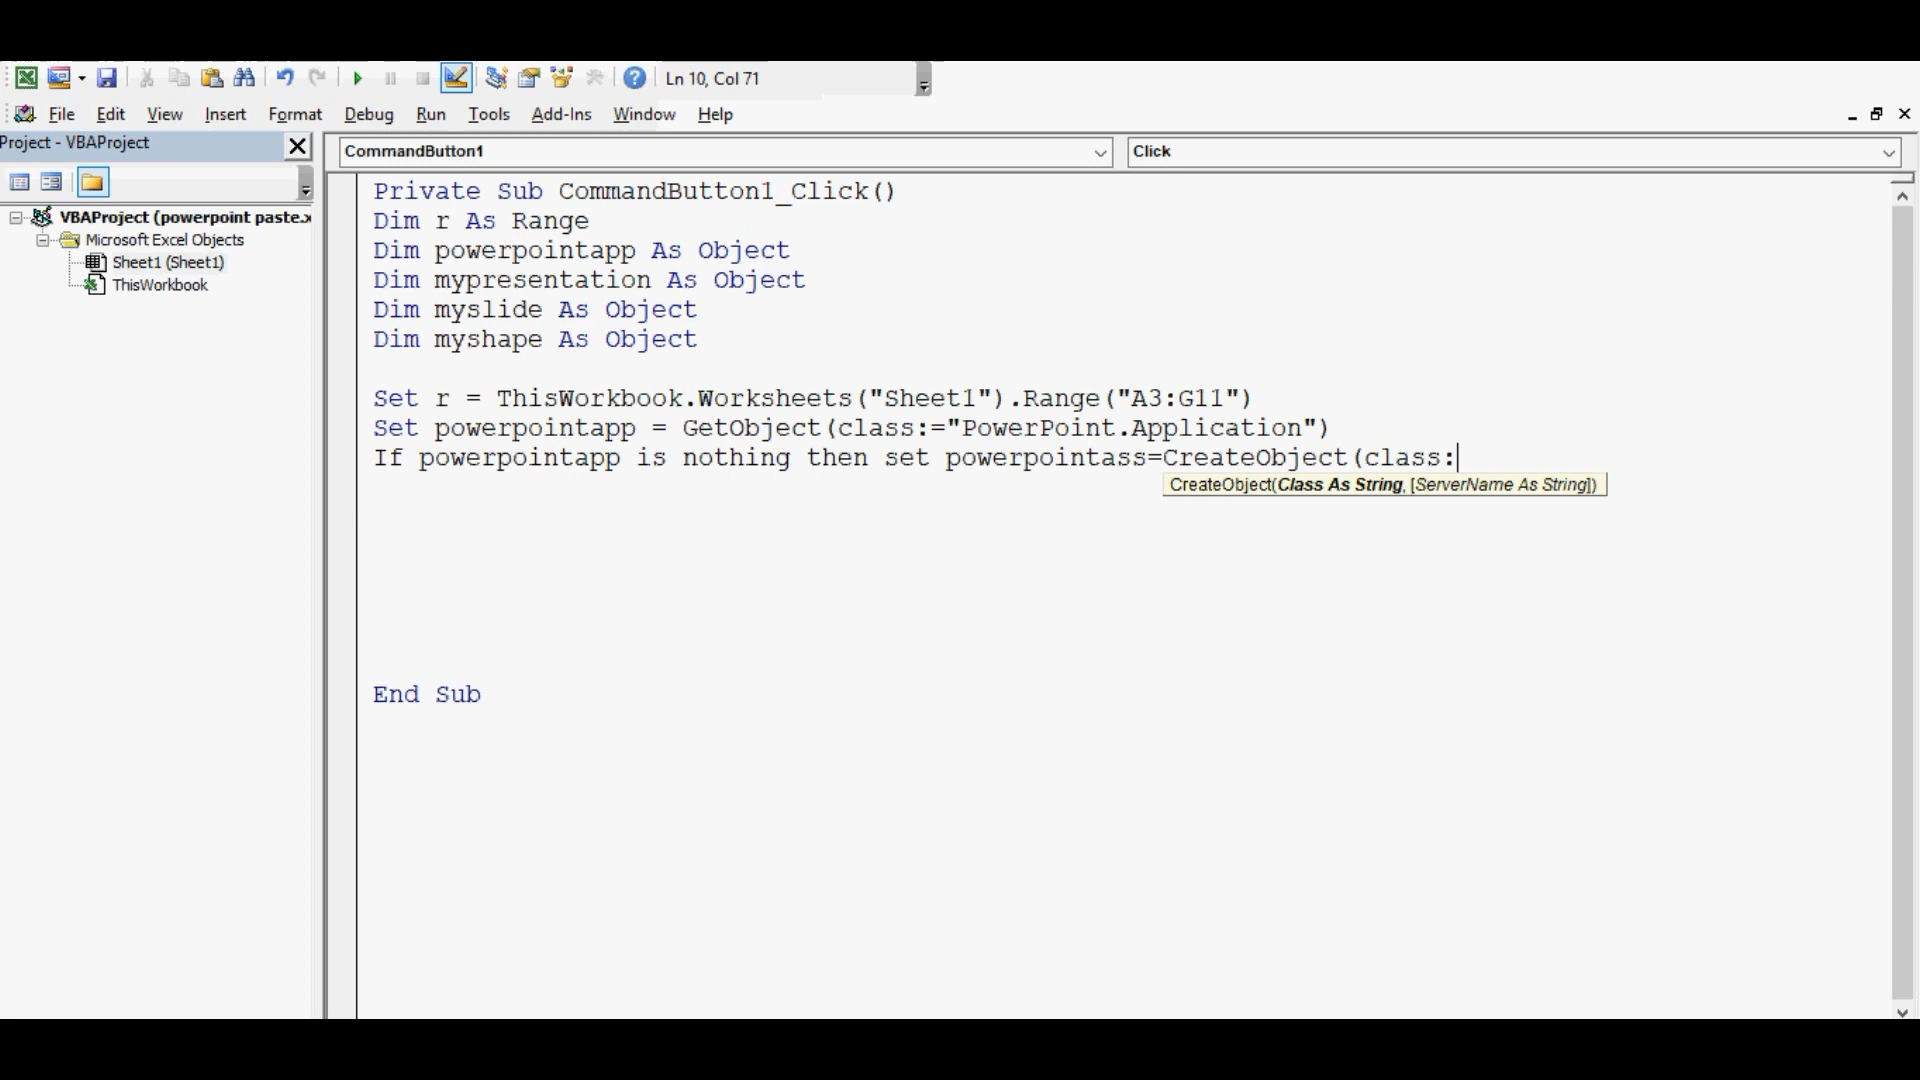 Ln 10, Col 71
File Edit View Insert Format Debug Run Tools Add-Ins Window Help
Project - VBAProject
CommandButton1
Click
VBAProject (powerpoint paste.x
Microsoft Excel Objects
Sheet1 (Sheet1)
ThisWorkbook
Private Sub CommandButton1_Click()
Dim r As Range
Dim powerpointapp As Object
Dim mypresentation As Object
Dim myslide As Object
Dim myshape As Object
Set r = ThisWorkbook.Worksheets("Sheet1").Range("A3:G11")
Set powerpointapp = GetObject(class:="PowerPoint.Application")
If powerpointapp is nothing then set powerpointass=CreateObject(class:
CreateObject(Class As String, [ServerName As String])
End Sub